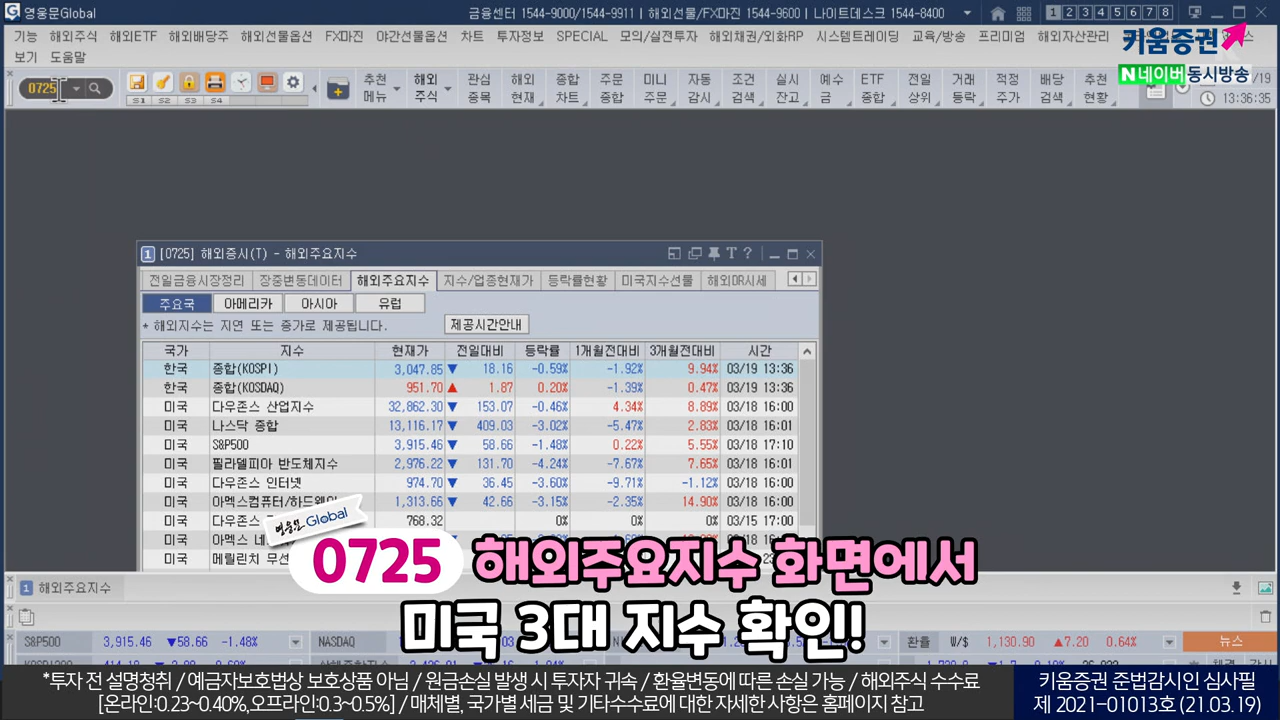 영웅문Global 금융센터 1544-9000/1544-9911 | 해외선물/FX마진 1544-9600 | 나이트데스크 1544-8400 1 2 3 4 5 6 7 8
기능 해외주식 해외ETF 해외배당주 해외선물옵션 FX마진 야간선물옵션 차트 투자정보 SPECIAL 모의/실전투자 해외채권/외화RP 시스템트레이딩 교육/방송 프리미엄 해외자산관리
보기 도움말
키움증권
N 네이버 동시방송
0725 S1 S2 S3 S4
추천 해외 관심 해외 종합 주문 미니 자동 조건 실시 예수 ETF 전일 거래 적정 배당 추천 /19
메뉴 주식 종목 현재 차트 종합 주문 감시 검색 잔고 금 종합 상위 등락 주가 검색 현황 13:36:35
1 [0725] 해외증시(T) - 해외주요지수 T ?
전일금융시장정리 장중변동데이터 해외주요지수 지수/업종현재가 등락률현황 미국지수선물 해외DR시세
주요국 아메리카 아시아 유럽
* 해외지수는 지연 또는 종가로 제공됩니다. 제공시간안내
국가 지수 현재가 전일대비 등락률 1개월전대비 3개월전대비 시간
한국 종합(KOSPI) 3,047.85 ▼ 18.16 -0.59% -1.92% 9.94% 03/19 13:36
한국 종합(KOSDAQ) 951.70 ▲ 1.87 0.20% -1.39% 0.47% 03/19 13:36
미국 다우존스 산업지수 32,862.30 ▼ 153.07 -0.46% 4.34% 8.89% 03/18 16:00
미국 나스닥 종합 13,116.17 ▼ 409.03 -3.02% -5.47% 2.83% 03/18 16:01
미국 S&P500 3,915.46 ▼ 58.66 -1.48% 0.22% 5.55% 03/18 17:10
미국 필라델피아 반도체지수 2,976.22 ▼ 131.70 -4.24% -7.67% 7.65% 03/18 16:01
미국 다우존스 인터넷 974.70 ▼ 36.45 -3.60% -9.71% -1.12% 03/18 16:00
미국 아멕스컴퓨터/하드웨어 1,313.66 ▼ 42.66 -3.15% -2.35% 14.90% 03/18 16:00
미국 다우존스 768.32 0% 0% 0% 03/15 17:00
미국 아멕스
미국 메릴린치 무선
영웅문 Global
0725 해외주요지수 화면에서
미국 3대 지수 확인!
1 해외주요지수
S&P500 3,915.46 ▼58.66 -1.48% NASDAQ 환율 W/$ 1,130.90 ▲7.20 0.64% 뉴스
*투자 전 설명청취 / 예금자보호법상 보호상품 아님 / 원금손실 발생 시 투자자 귀속 / 환율변동에 따른 손실 가능 / 해외주식 수수료
[온라인:0.23~0.40%,오프라인:0.3~0.5%] / 매체별, 국가별 세금 및 기타수수료에 대한 자세한 사항은 홈페이지 참고
키움증권 준법감시인 심사필
제 2021-01013호 (21.03.19)